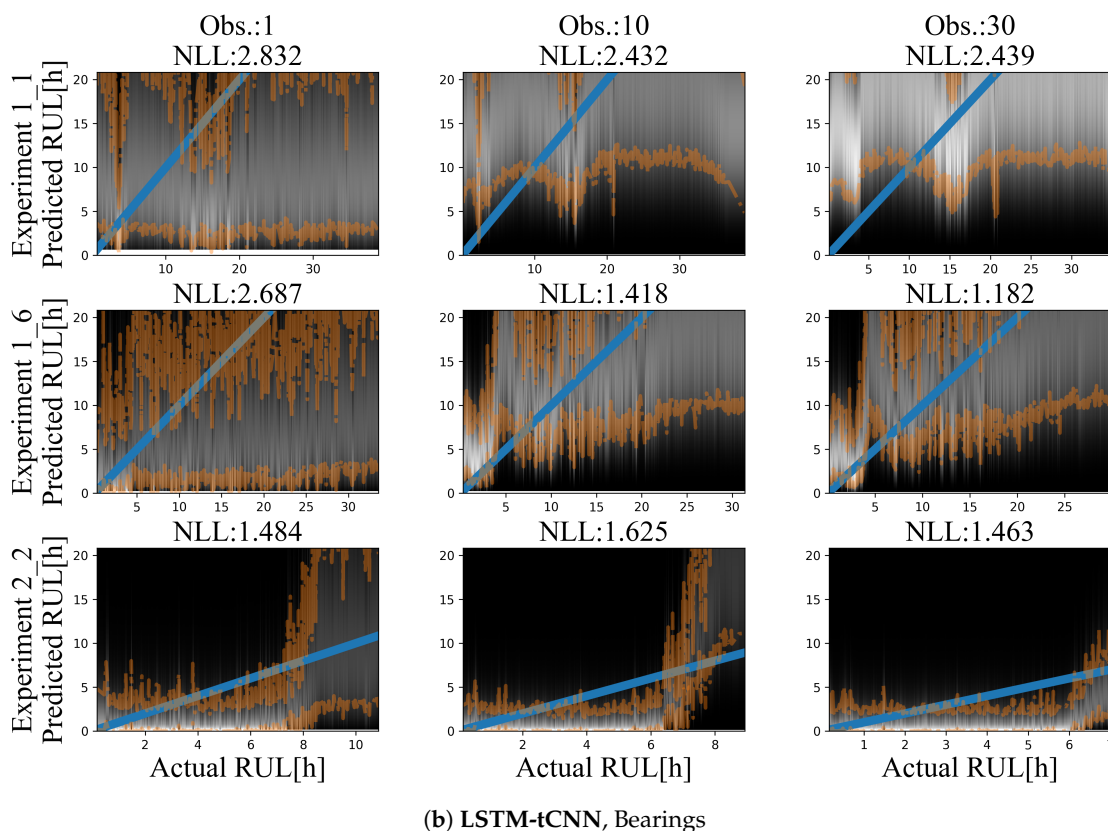 Obs.:1 Obs.:10 Obs.:30
NLL:2.832 NLL:2.432 NLL:2.439
Experiment 1_1
Predicted RUL[h]
20 20 20
15 15 15
10 10 10
5 5 5
0 0 0
10 20 30 10 20 30 5 10 15 20 25 30
NLL:2.687 NLL:1.418 NLL:1.182
Experiment 1_6
Predicted RUL[h]
20 20 20
15 15 15
10 10 10
5 5 5
0 0 0
5 10 15 20 25 30 5 10 15 20 25 30 5 10 15 20 25
NLL:1.484 NLL:1.625 NLL:1.463
Experiment 2_2
Predicted RUL[h]
20 20 20
15 15 15
10 10 10
5 5 5
0 0 0
2 4 6 8 10 2 4 6 8 1 2 3 4 5 6
Actual RUL[h] Actual RUL[h] Actual RUL[h]
(b) LSTM-tCNN, Bearings